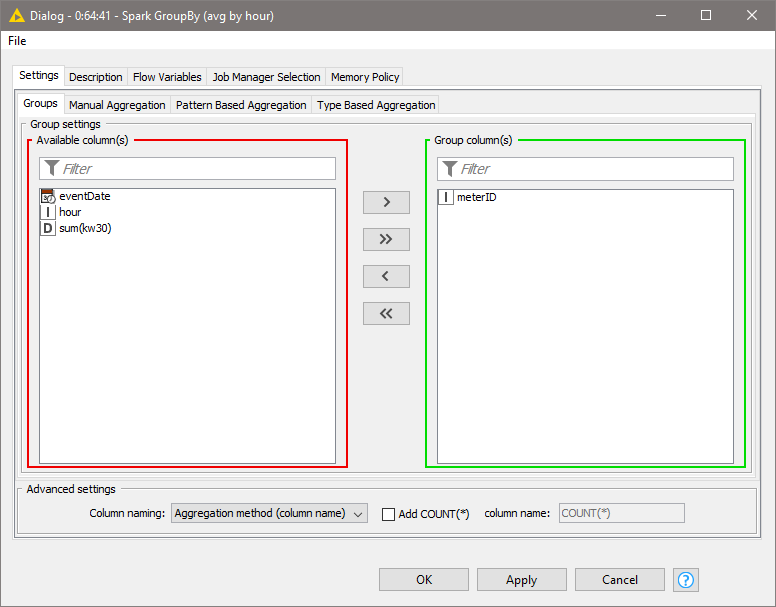 Dialog - 0:64:41 - Spark GroupBy (avg by hour)
File
Settings Description Flow Variables Job Manager Selection Memory Policy
Groups Manual Aggregation Pattern Based Aggregation Type Based Aggregation
Group settings
Available column(s) Group column(s)
Filter Filter
eventDate I meterID
I hour
D sum(kw30)
>
>>
<
<<
Advanced settings
Column naming: Aggregation method (column name) Add COUNT(*) column name: COUNT(*)
OK Apply Cancel ?